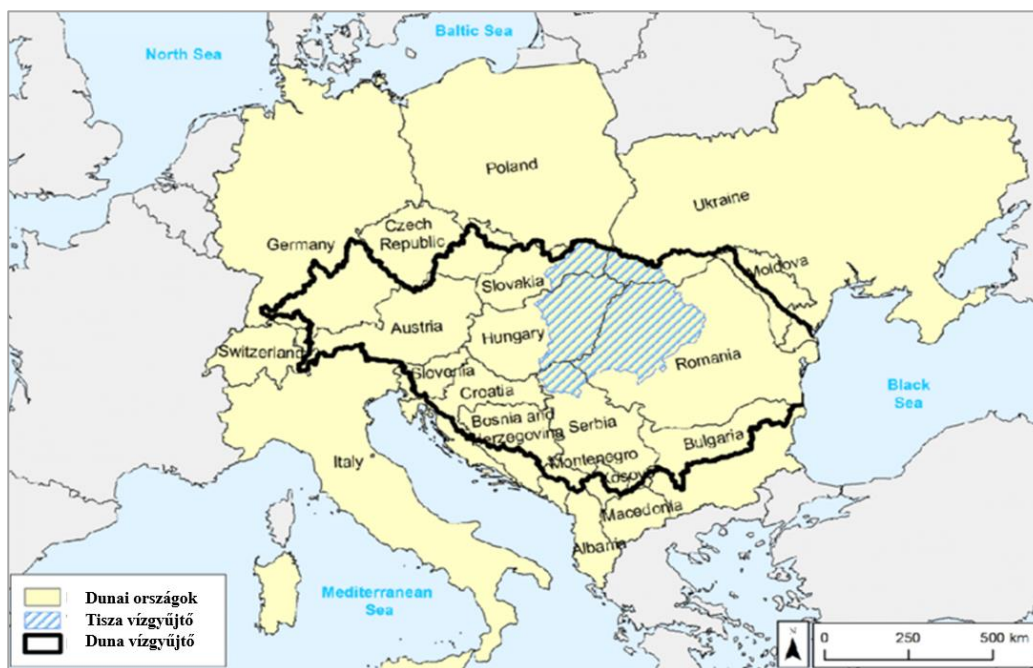 North Sea
Baltic Sea
Poland
Ukraine
Czech
Republic
Germany
Slovakia
Moldova
Austria
Hungary
Switzerland
Slovenia
Romania
Croatia
Bosnia and
Herzegovina
Serbia
Black
Sea
Bulgaria
Italy
Montenegro
Kosovo
Macedonia
Albania
Mediterranean
Sea
Dunai országok
Tisza vízgyűjtő
Duna vízgyűjtő
N
0 250 500 km